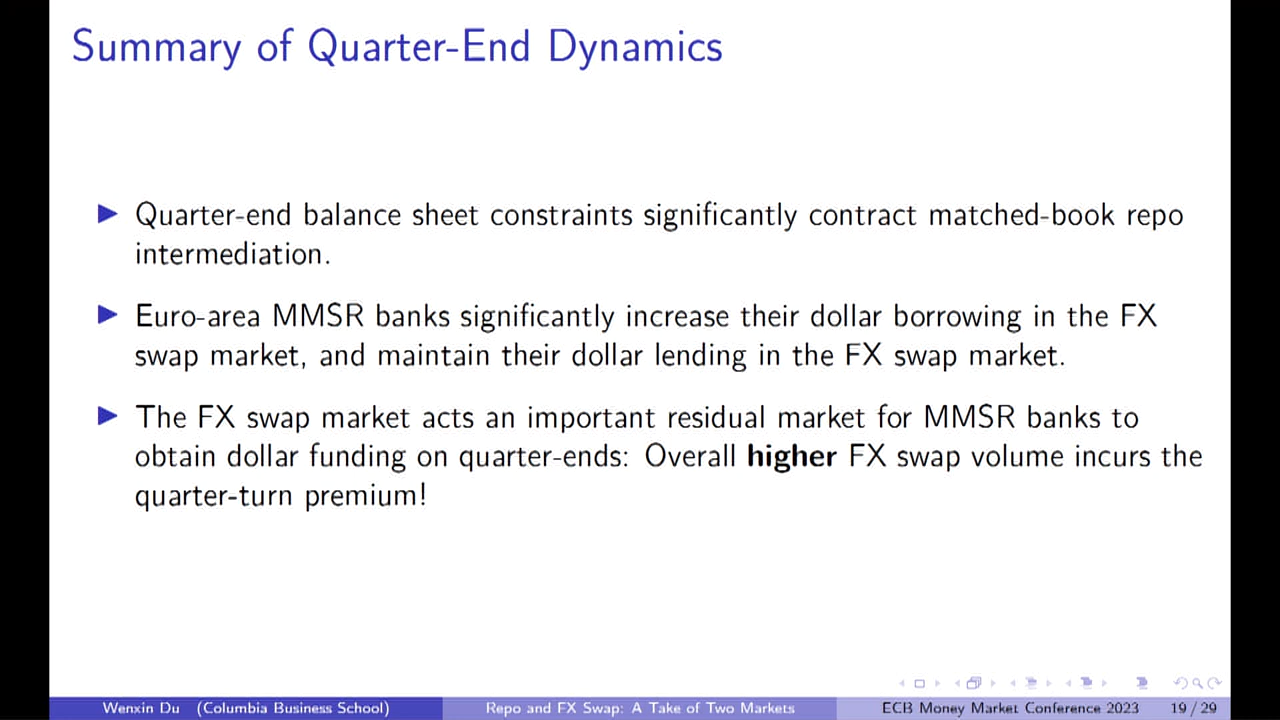 Summary of Quarter-End Dynamics
Quarter-end balance sheet constraints significantly contract matched-book repo
intermediation.
Euro-area MMSR banks significantly increase their dollar borrowing in the FX
swap market, and maintain their dollar lending in the FX swap market.
The FX swap market acts an important residual market for MMSR banks to
obtain dollar funding on quarter-ends: Overall higher FX swap volume incurs the
quarter-turn premium!
Wenxin Du (Columbia Business School) Repo and FX Swap: A Take of Two Markets ECB Money Market Conference 2023 19 / 29